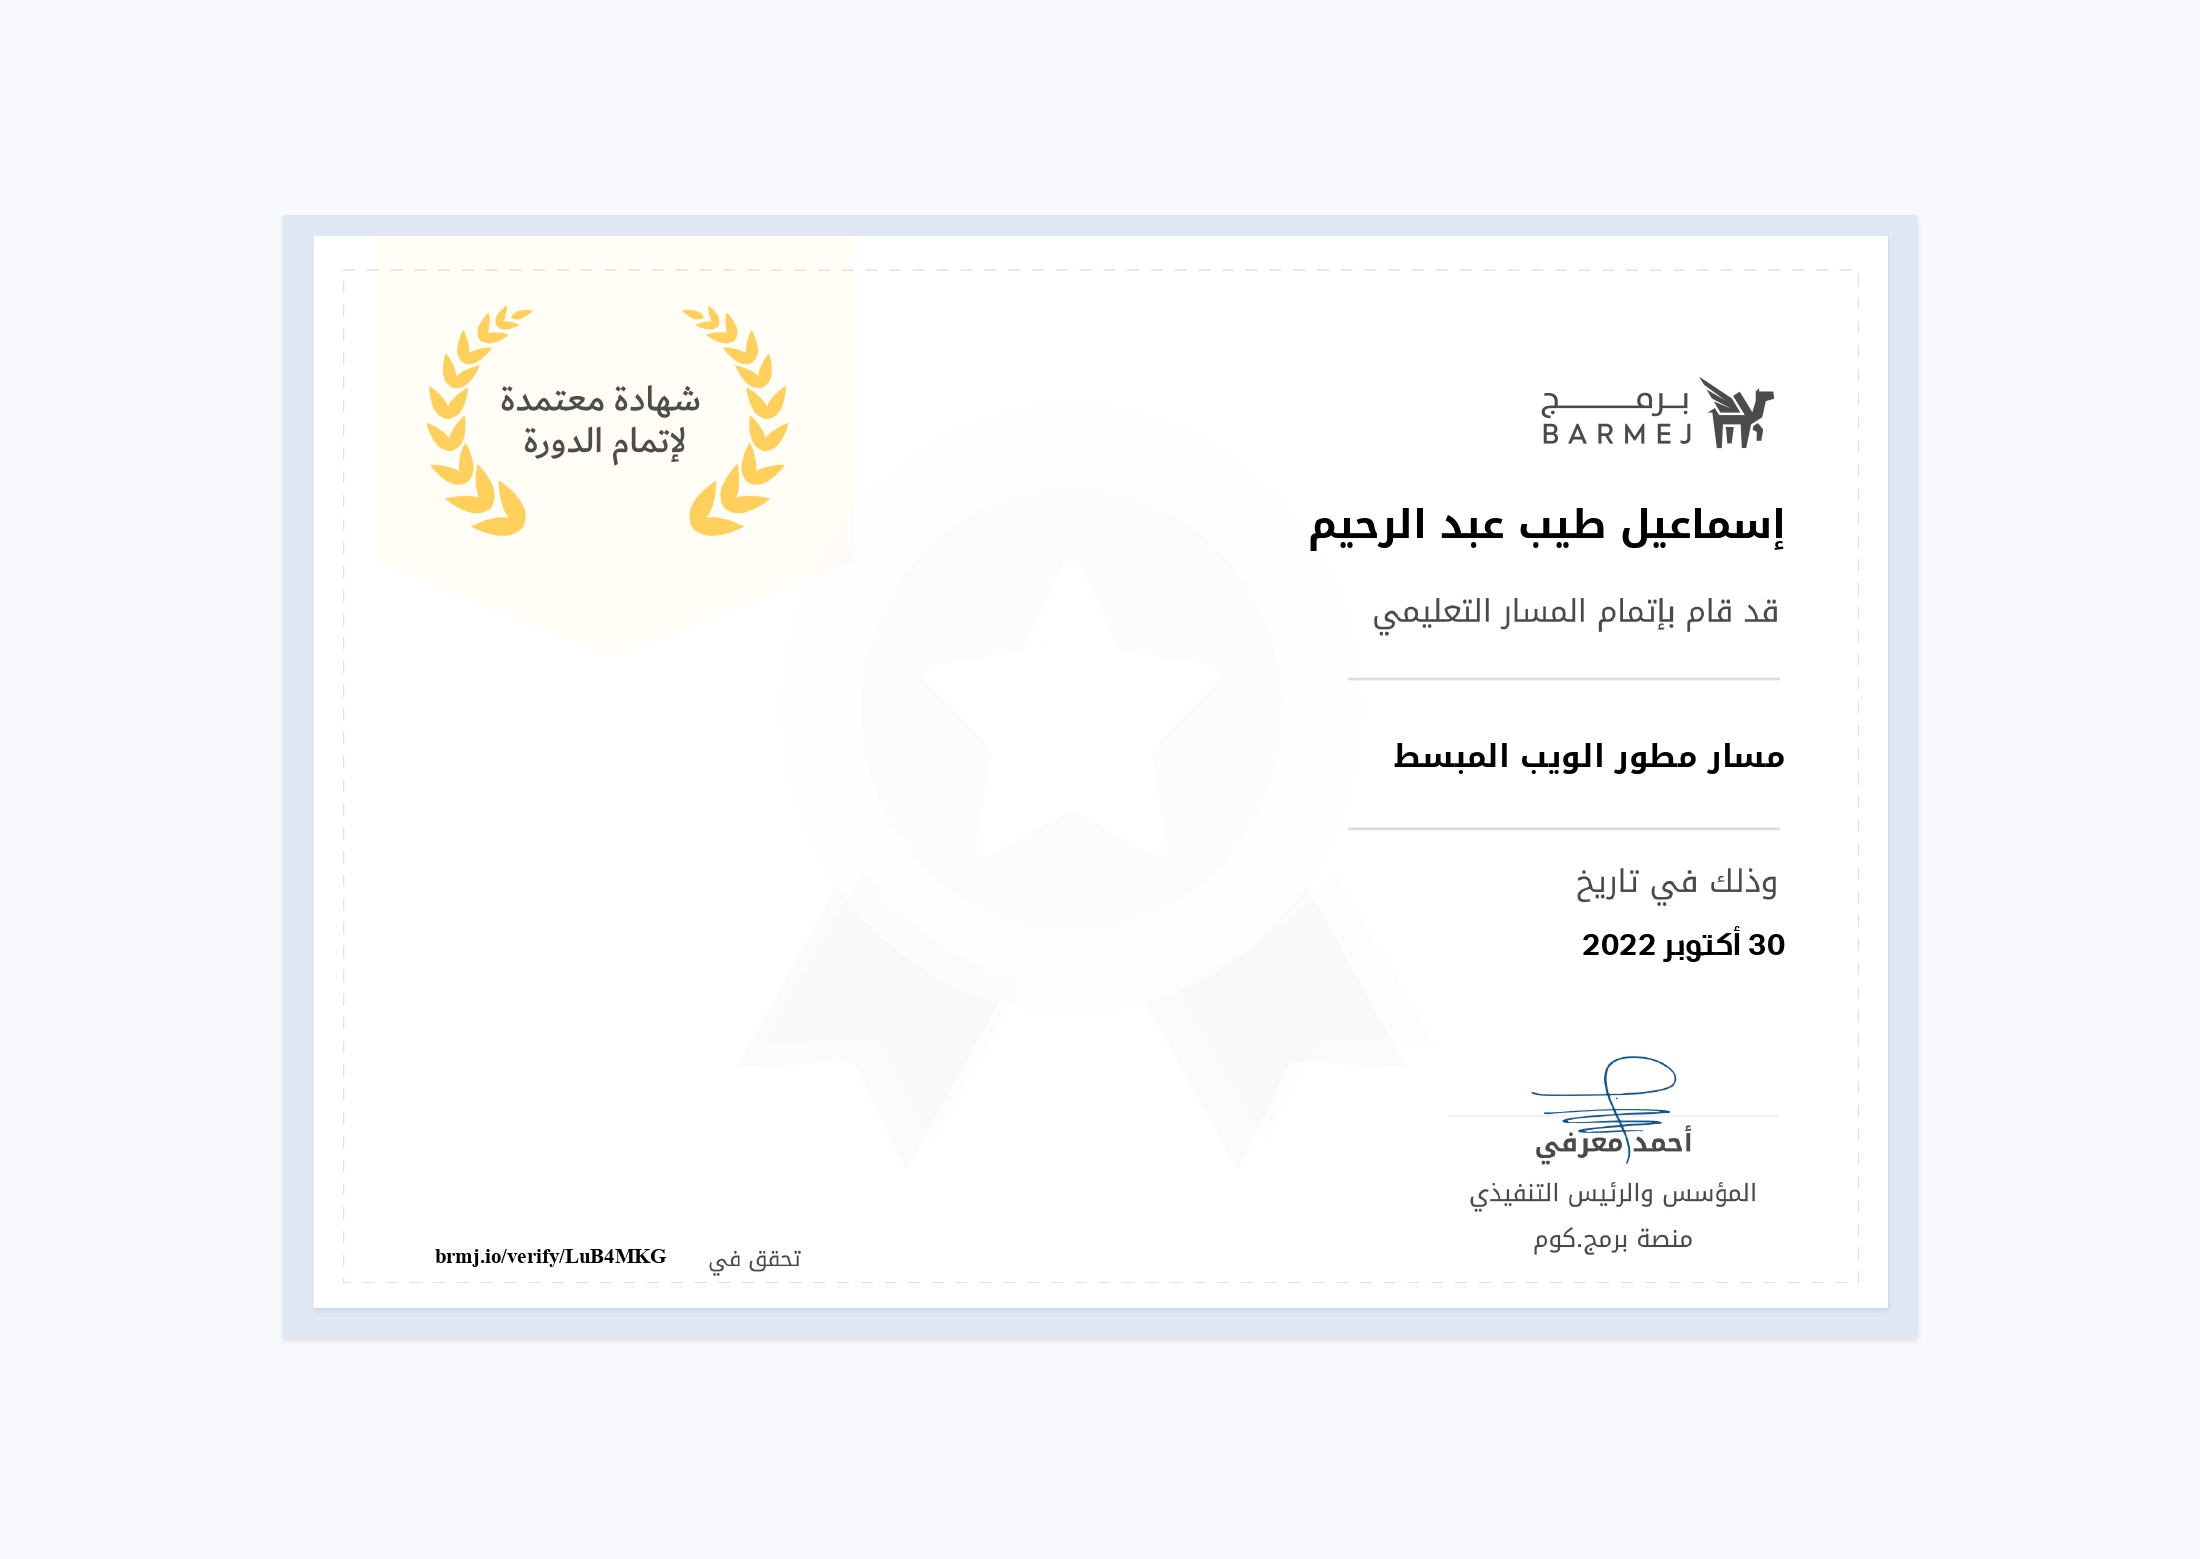 شهادة معتمدة
لإتمام الدورة
برمـــج
BARMEJ
إسماعيل طيب عبد الرحيم
قد قام بإتمام المسار التعليمي
مسار مطور الويب المبسط
وذلك في تاريخ
30 أكتوبر 2022
أحمد معرفي
المؤسس والرئيس التنفيذي
منصة برمج.كوم
تحقق في brmj.io/verify/LuB4MKG